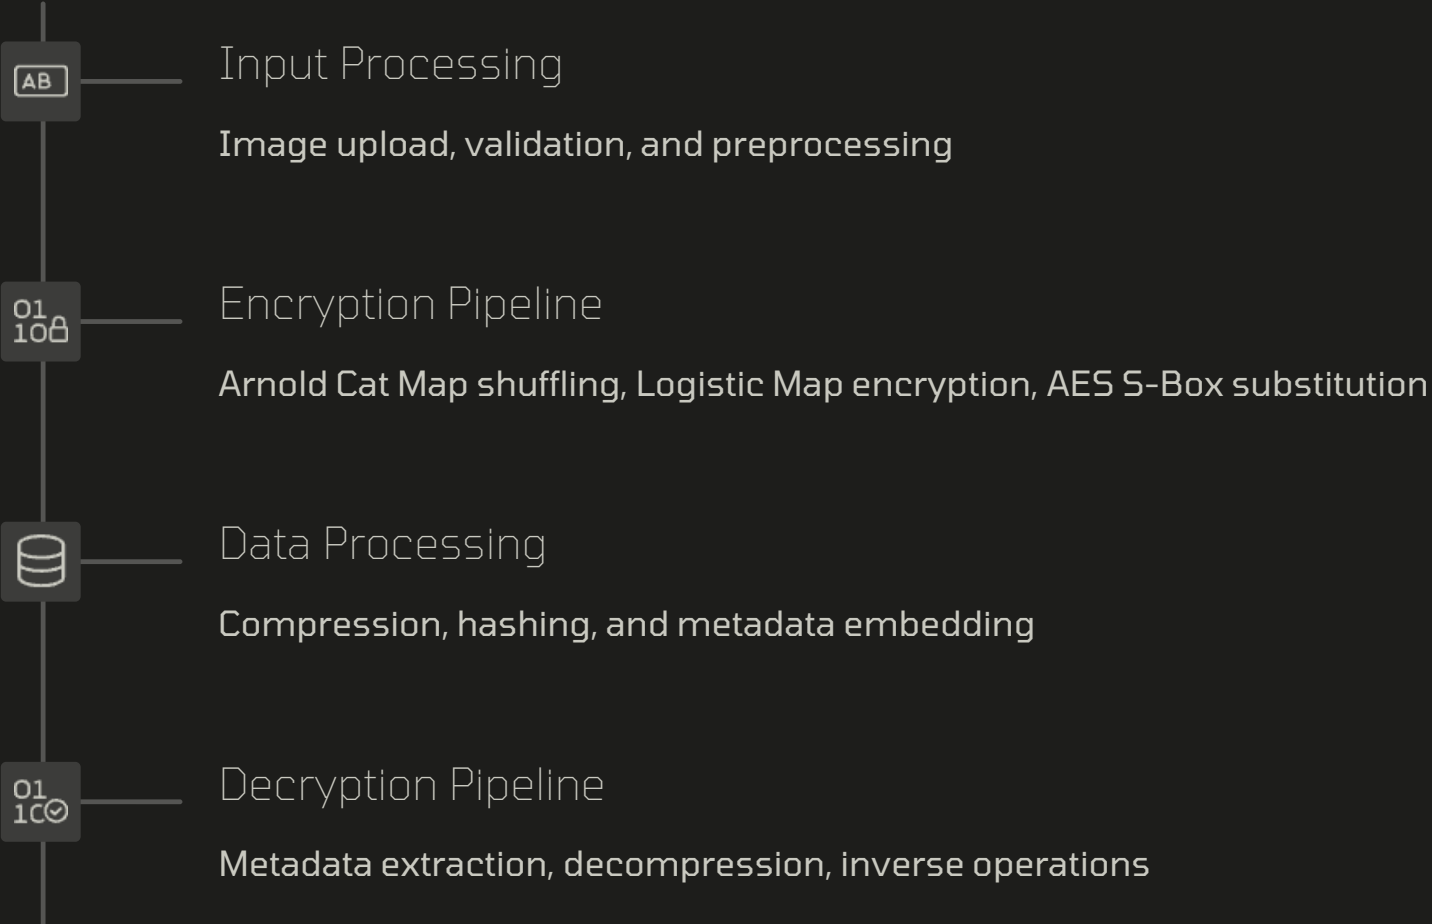 AB
Input Processing
Image upload, validation, and preprocessing
01
10
Encryption Pipeline
Arnold Cat Map shuffling, Logistic Map encryption, AES S-Box substitution
Data Processing
Compression, hashing, and metadata embedding
01
1C
Decryption Pipeline
Metadata extraction, decompression, inverse operations